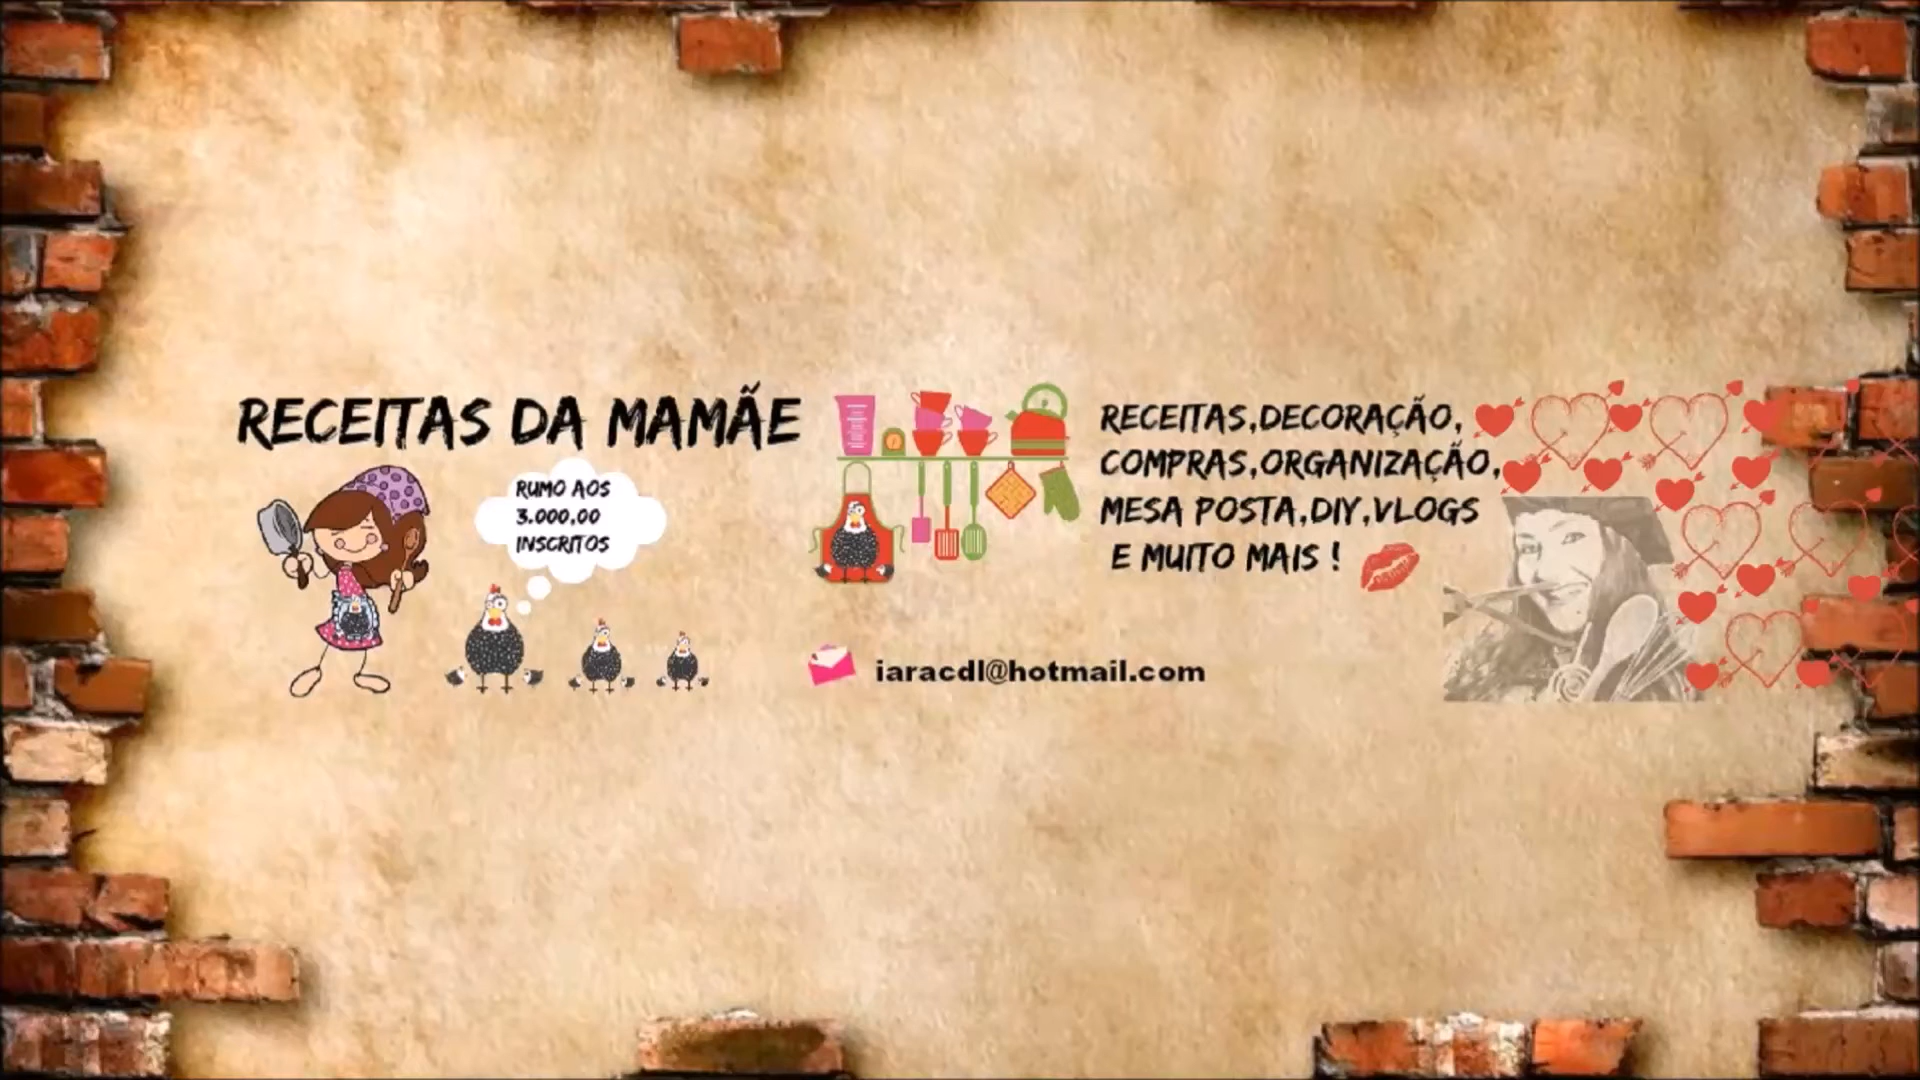 RECEITAS DA MAMÃE
RUMO AOS
3.000,00
INSCRITOS
RECEITAS,DECORAÇÃO,
COMPRAS,ORGANIZAÇÃO,
MESA POSTA,DIY,VLOGS
E MUITO MAIS !
iaracdl@hotmail.com